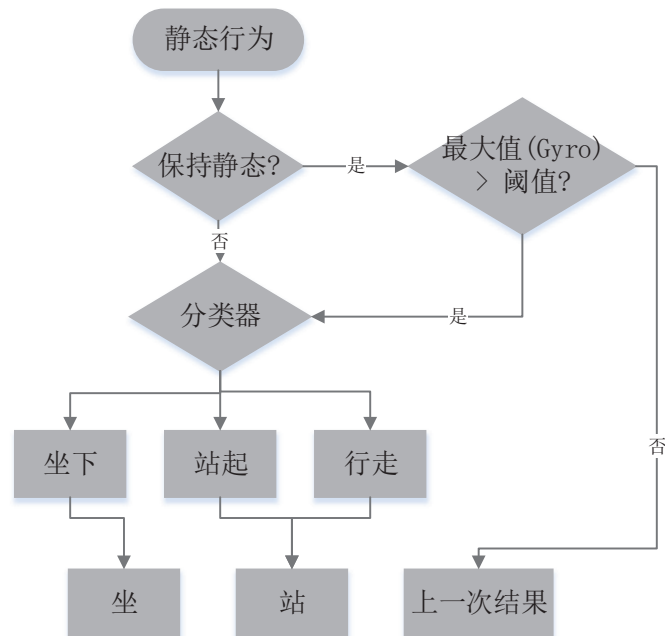 静态行为
保持静态?
是
最大值(Gyro)
> 阈值?
否
分类器
是
坐下
站起
行走
否
坐
站
上一次结果